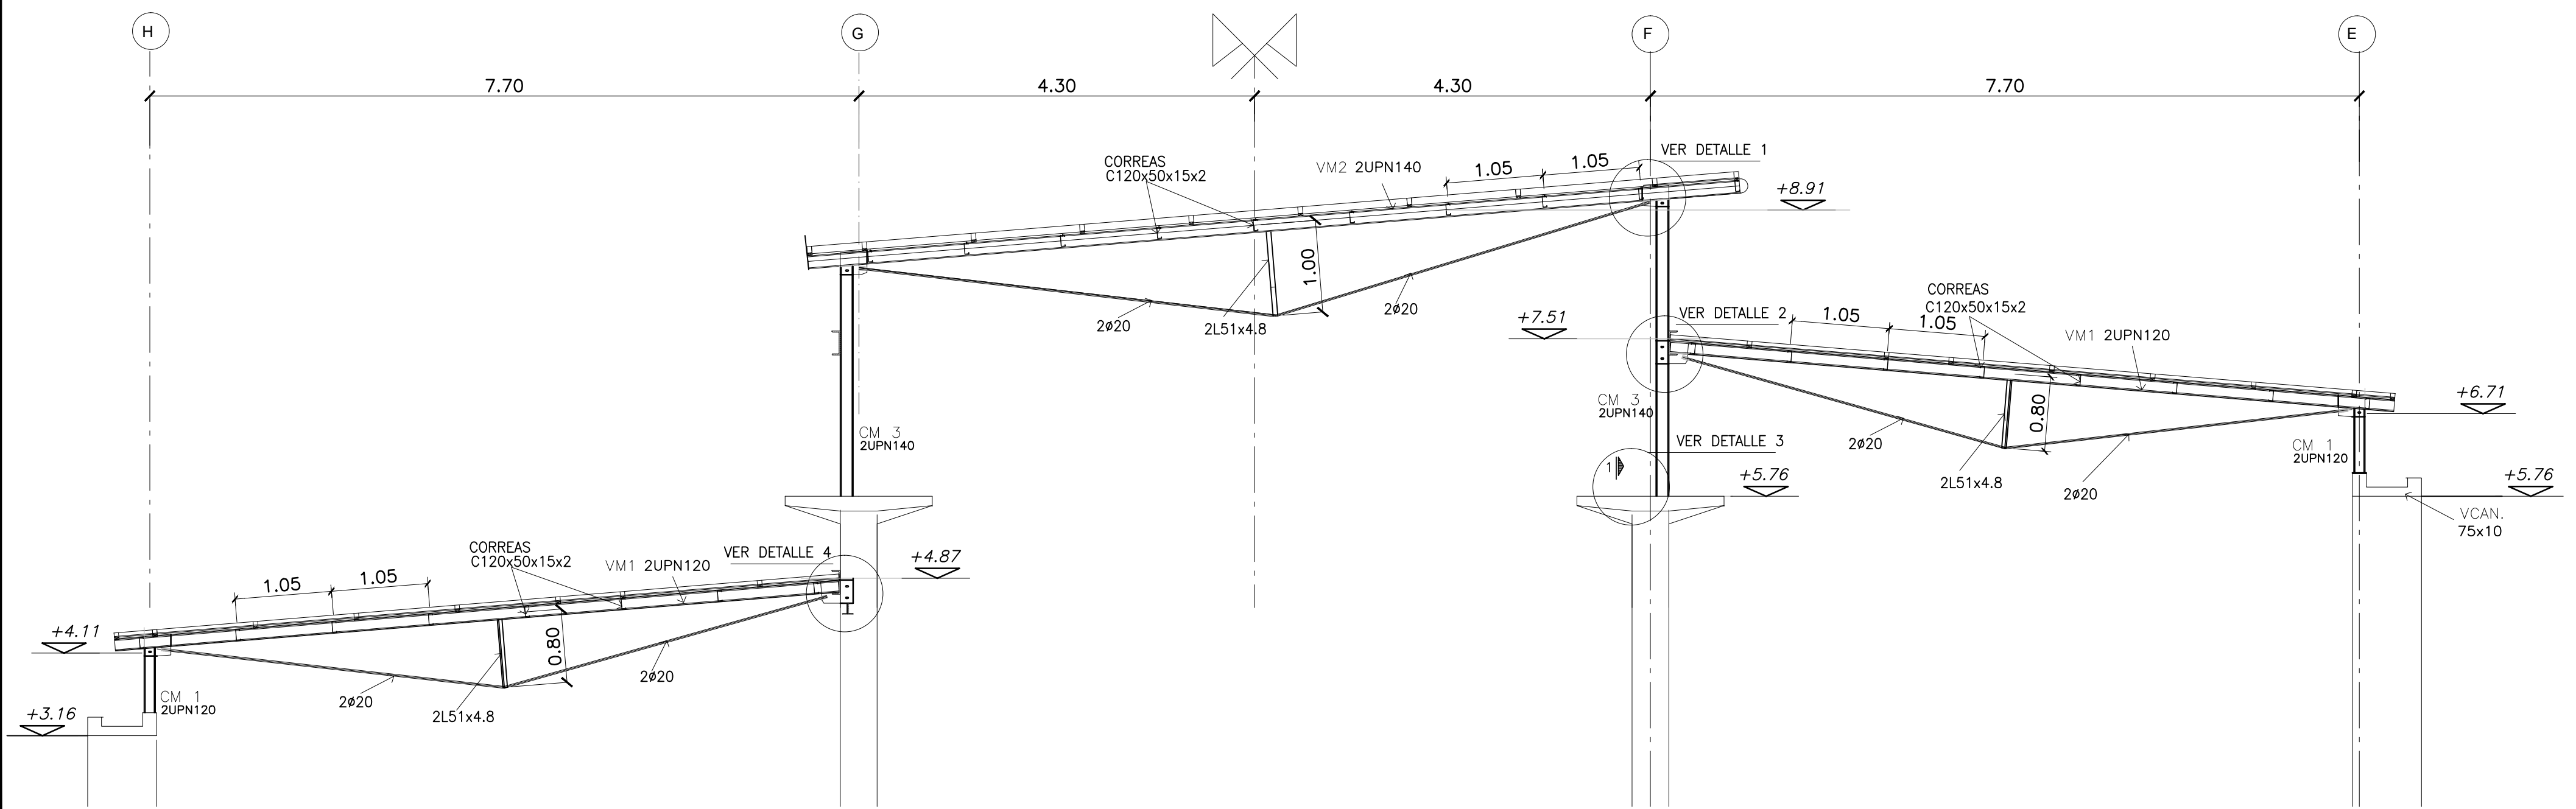 H
G
F
E
7.70
4.30
4.30
7.70
VER DETALLE 1
CORREAS
C120x50x15x2
VM2 2UPN140
1.05
1.05
+8.91
1.00
2ø20
2L51x4.8
2ø20
+7.51
VER DETALLE 2
1.05
1.05
CORREAS
C120x50x15x2
VM1 2UPN120
+6.71
CM 3
2UPN140
CM 3
2UPN140
0.80
2ø20
2L51x4.8
2ø20
VER DETALLE 3
1
CM 1
2UPN120
+5.76
+5.76
VCAN.
75x10
VER DETALLE 4
+4.87
CORREAS
C120x50x15x2
VM1 2UPN120
1.05
1.05
+4.11
0.80
2ø20
2L51x4.8
2ø20
CM 1
2UPN120
+3.16